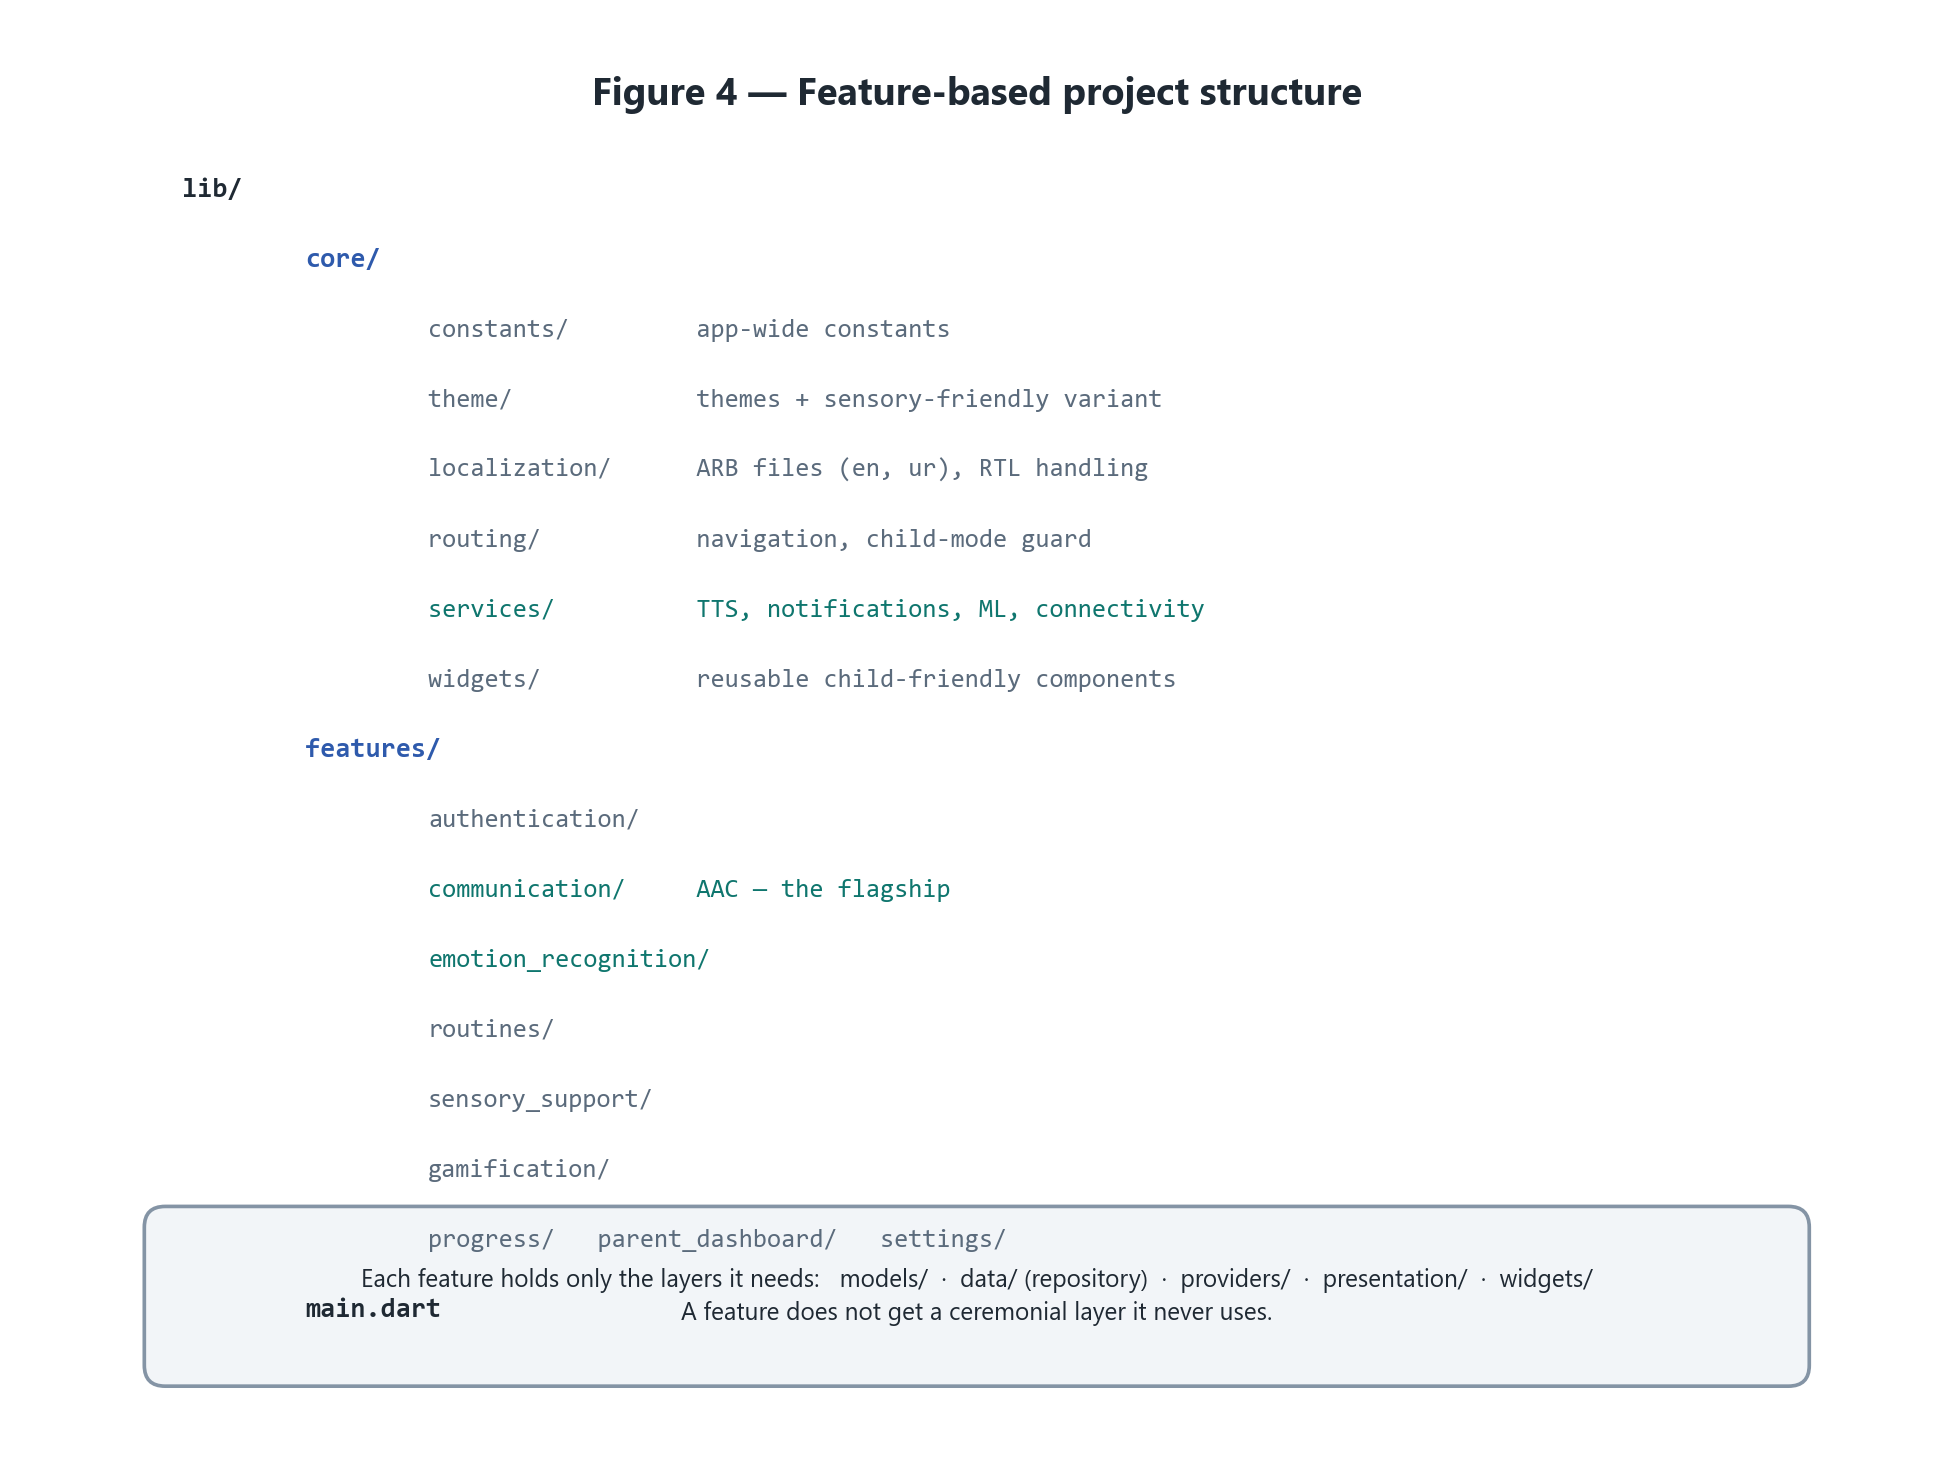 Figure 4 — Feature-based project structure
lib/
core/
constants/ app-wide constants
theme/ themes + sensory-friendly variant
localization/ ARB files (en, ur), RTL handling
routing/ navigation, child-mode guard
services/ TTS, notifications, ML, connectivity
widgets/ reusable child-friendly components
features/
authentication/
communication/ AAC — the flagship
emotion_recognition/
routines/
sensory_support/
gamification/
progress/ parent_dashboard/ settings/
Each feature holds only the layers it needs: models/ · data/ (repository) · providers/ · presentation/ · widgets/
main.dart
A feature does not get a ceremonial layer it never uses.